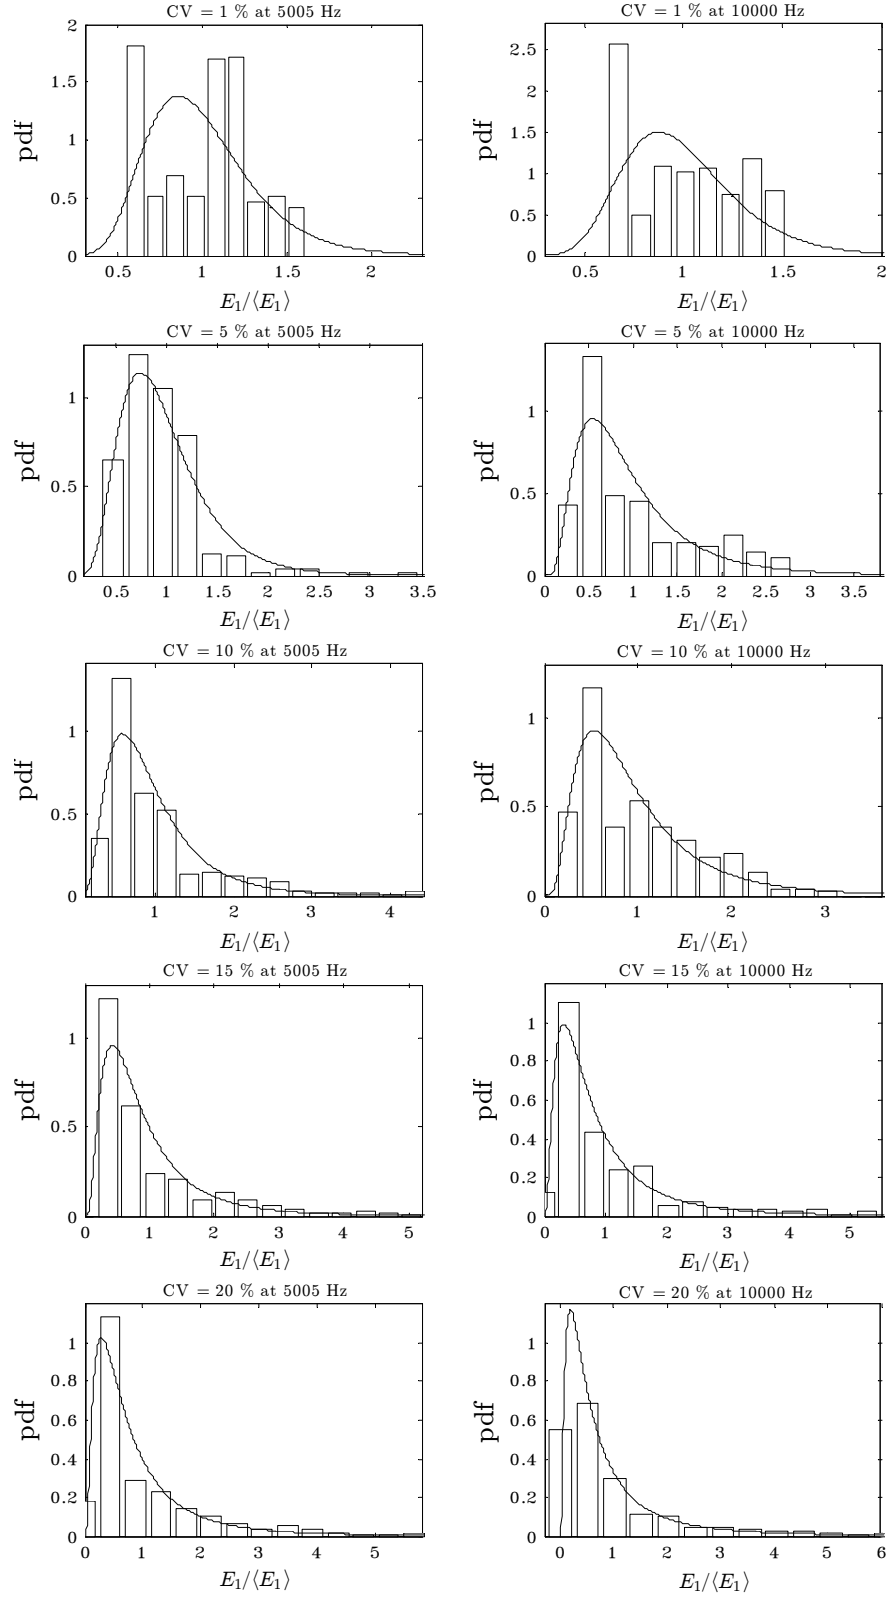 CV = 1 % at 5005 Hz
2
1.5
1
0.5
0
pdf
0.5 1 1.5 2
E₁/⟨E₁⟩
CV = 1 % at 10000 Hz
2.5
2
1.5
1
0.5
0
pdf
0.5 1 1.5 2
E₁/⟨E₁⟩
CV = 5 % at 5005 Hz
1
0.5
0
pdf
0.5 1 1.5 2 2.5 3 3.5
E₁/⟨E₁⟩
CV = 5 % at 10000 Hz
1
0.5
0
pdf
0 0.5 1 1.5 2 2.5 3 3.5
E₁/⟨E₁⟩
CV = 10 % at 5005 Hz
1
0.5
0
pdf
1 2 3 4
E₁/⟨E₁⟩
CV = 10 % at 10000 Hz
1
0.5
0
pdf
0 1 2 3
E₁/⟨E₁⟩
CV = 15 % at 5005 Hz
1
0.5
0
pdf
0 1 2 3 4 5
E₁/⟨E₁⟩
CV = 15 % at 10000 Hz
1
0.8
0.6
0.4
0.2
0
pdf
0 1 2 3 4 5
E₁/⟨E₁⟩
CV = 20 % at 5005 Hz
1
0.8
0.6
0.4
0.2
0
pdf
0 1 2 3 4 5
E₁/⟨E₁⟩
CV = 20 % at 10000 Hz
1
0.8
0.6
0.4
0.2
0
pdf
0 1 2 3 4 5 6
E₁/⟨E₁⟩